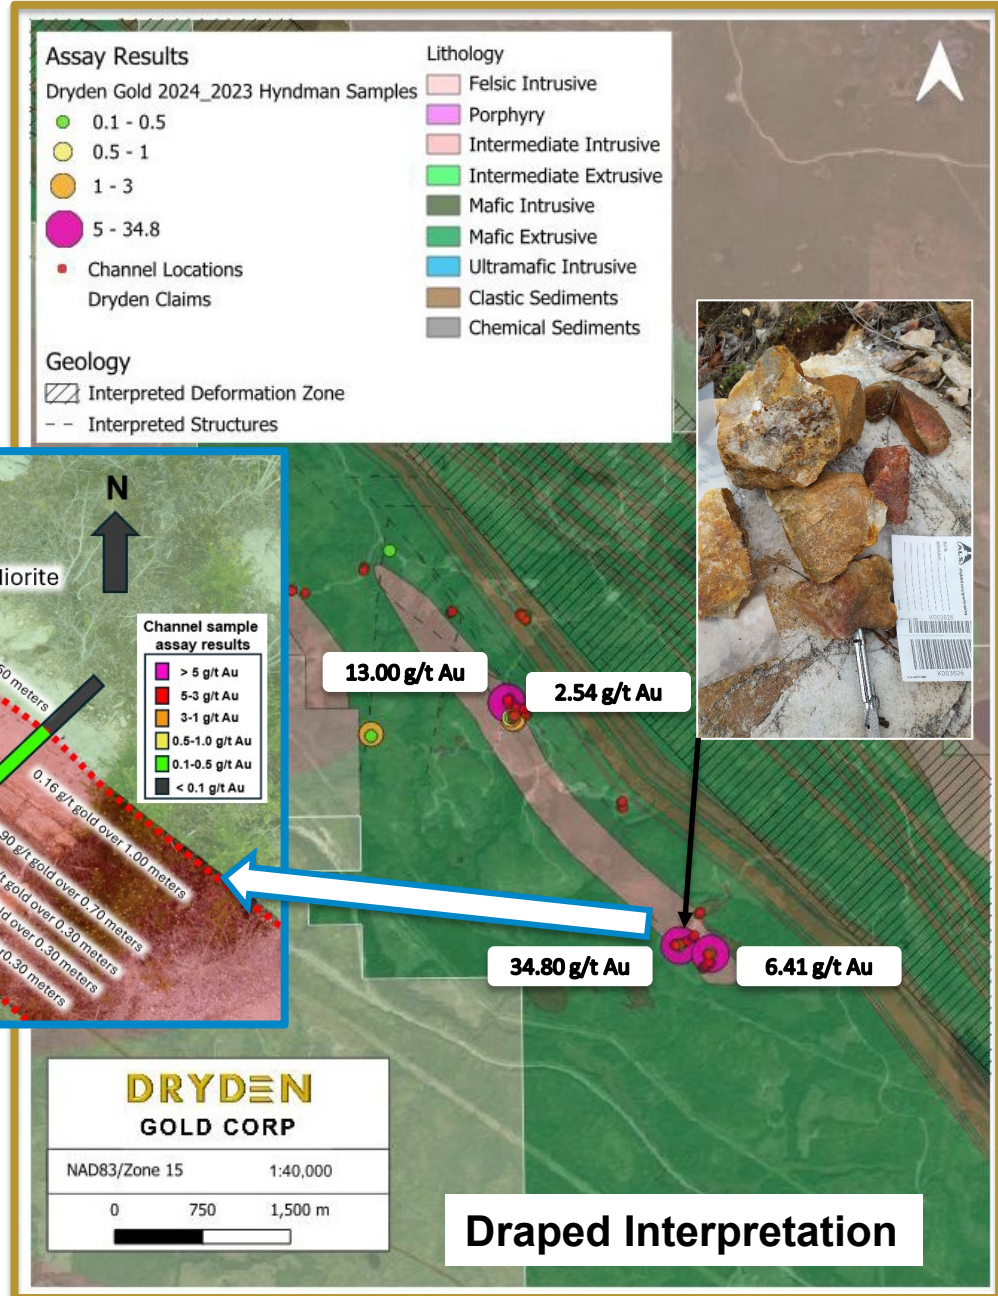 Assay Results
Dryden Gold 2024_2023 Hyndman Samples
0.1 - 0.5
0.5 - 1
1 - 3
5 - 34.8
Channel Locations
Dryden Claims
Geology
Interpreted Deformation Zone
Interpreted Structures
Lithology
Felsic Intrusive
Porphyry
Intermediate Intrusive
Intermediate Extrusive
Mafic Intrusive
Mafic Extrusive
Ultramafic Intrusive
Clastic Sediments
Chemical Sediments
N
iorite
Channel sample
assay results
> 5 g/t Au
5-3 g/t Au
3-1 g/t Au
0.5-1.0 g/t Au
0.1-0.5 g/t Au
< 0.1 g/t Au
50 meters
0.16 g/t gold over 1.00 meters
90 g/t gold over 0.70 meters
/t gold over 0.30 meters
ld over 0.30 meters
r 0.30 meters
ALS
K003626
K003626
13.00 g/t Au
2.54 g/t Au
34.80 g/t Au
6.41 g/t Au
DRYDEN
GOLD CORP
NAD83/Zone 15 1:40,000
0 750 1,500 m
Draped Interpretation